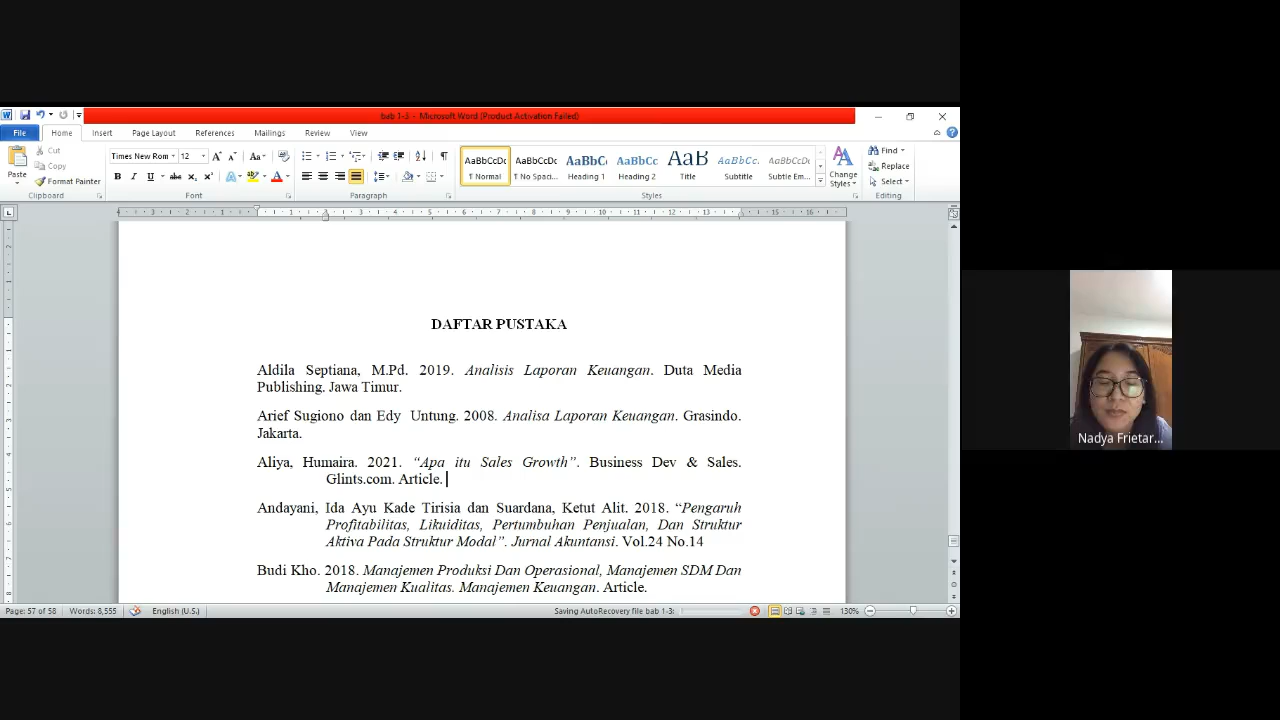 bab 1-3 - Microsoft Word (Product Activation Failed)
File Home Insert Page Layout References Mailings Review View
Cut
Copy
Format Painter
Paste
Clipboard
Times New Rom 12
Font
Paragraph
AaBbCcDc AaBbCcDc AaBbC AaBbCc AaB AaBbCc. AaBbCcDc
¶ Normal ¶ No Spaci... Heading 1 Heading 2 Title Subtitle Subtle Em...
Styles
Change
Styles
Find
Replace
Select
Editing
DAFTAR PUSTAKA
Aldila Septiana, M.Pd. 2019. Analisis Laporan Keuangan. Duta Media
Publishing. Jawa Timur.
Arief Sugiono dan Edy Untung. 2008. Analisa Laporan Keuangan. Grasindo.
Jakarta.
Aliya, Humaira. 2021. “Apa itu Sales Growth”. Business Dev & Sales.
Glints.com. Article.
Andayani, Ida Ayu Kade Tirisia dan Suardana, Ketut Alit. 2018. “Pengaruh
Profitabilitas, Likuiditas, Pertumbuhan Penjualan, Dan Struktur
Aktiva Pada Struktur Modal”. Jurnal Akuntansi. Vol.24 No.14
Budi Kho. 2018. Manajemen Produksi Dan Operasional, Manajemen SDM Dan
Manajemen Kualitas. Manajemen Keuangan. Article.
Page: 57 of 58 Words: 8,555 English (U.S.) Saving AutoRecovery file bab 1-3: 130%
Nadya Frietar...